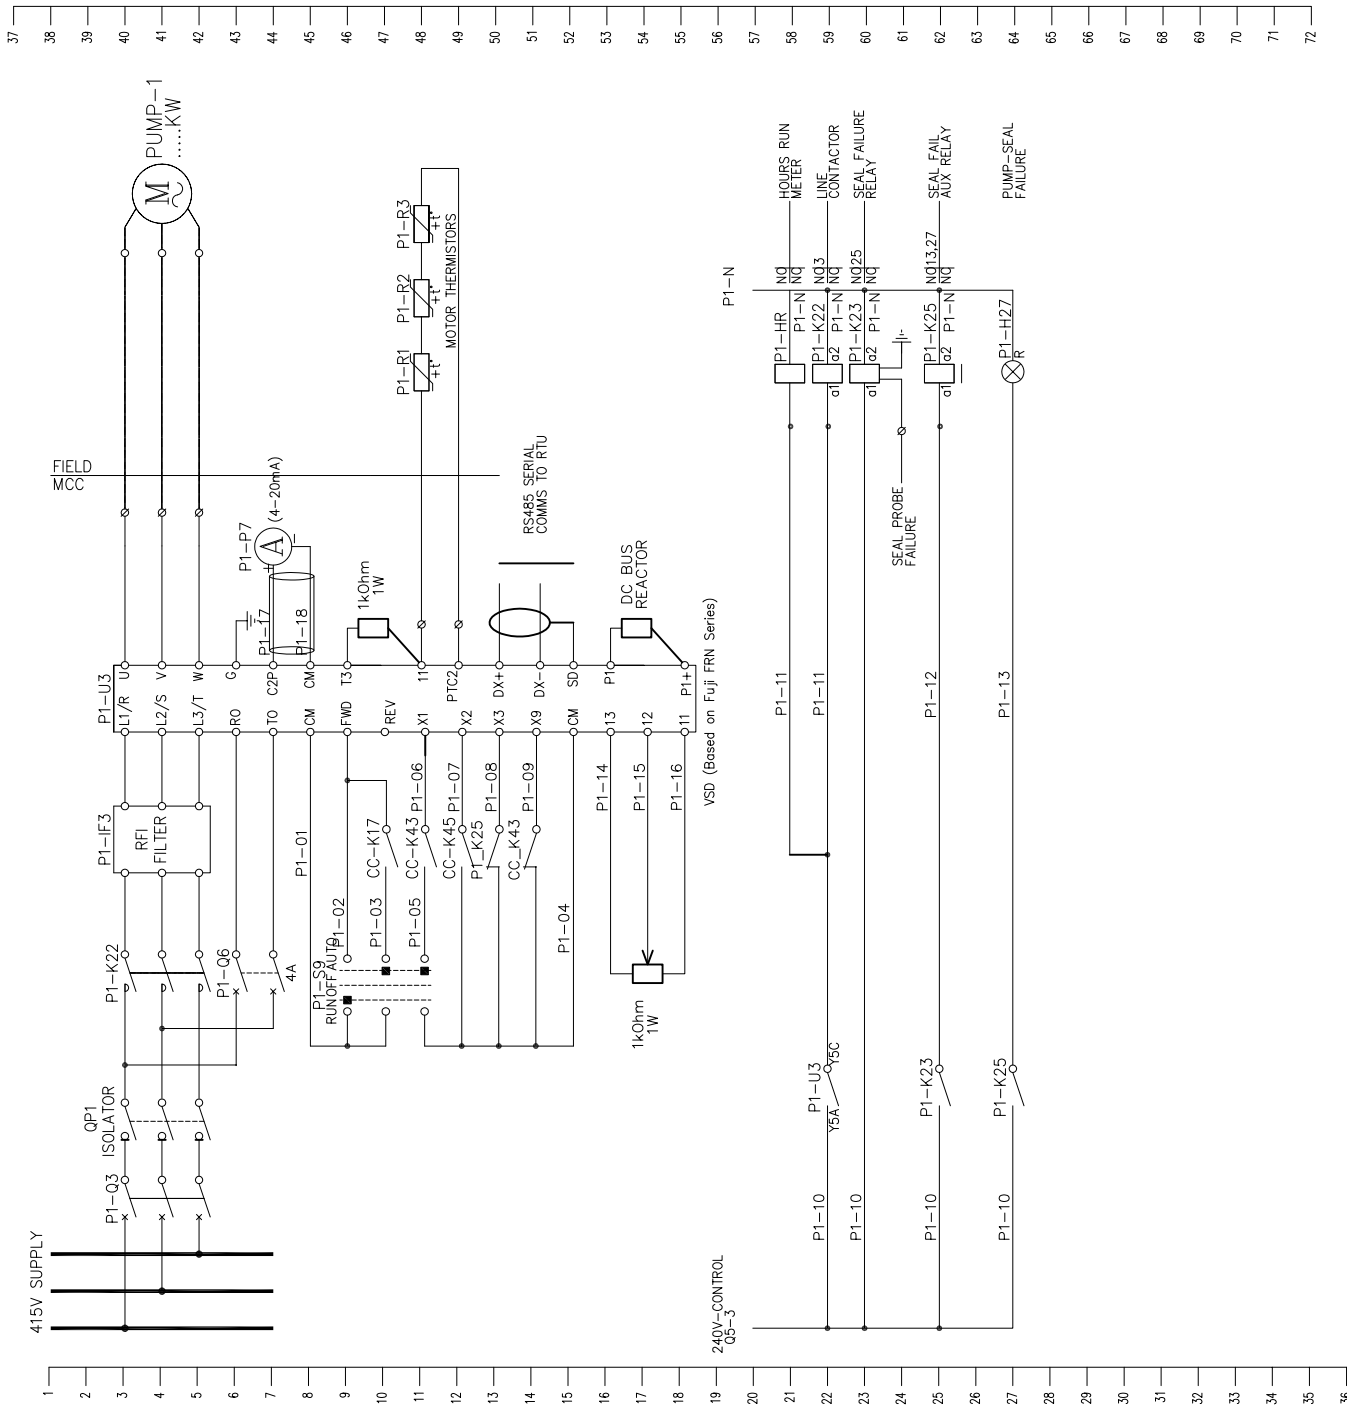 37 38 39 40 41 42 43 44 45 46 47 48 49 50 51 52 53 54 55 56 57 58 59 60 61 62 63 64 65 66 67 68 69 70 71 72
PUMP-1
.....KW
M
P1-R1
P1-R2
P1-R3
+t
+t
+t
MOTOR THERMISTORS
FIELD
MCC
P1-P7
A
(4-20mA)
+
-
P1-17
P1-18
1kOhm
1W
RS485 SERIAL
COMMS TO RTU
DC BUS
REACTOR
P1-U3
U V W G C2P CM T3 11 PTC2 DX+ DX- SD P1 P1+
L1/R L2/S L3/T RO TO CM FWD REV X1 X2 X3 X9 CM 13 12 11
VSD (Based on Fuji FRN Series)
P1-IF3
RFI
FILTER
P1-K22
P1-Q6
4A
P1-01
P1-02
P1-03
P1-05
P1-04
CC-K17
CC-K43
CC-K45
P1_K25
CC_K43
P1-06
P1-07
P1-08
P1-09
P1-14
P1-15
P1-16
P1-S9
RUN OFF AUTO
1kOhm
1W
QP1
ISOLATOR
P1-Q3
415V SUPPLY
HOURS RUN
METER
LINE
CONTACTOR
SEAL FAILURE
RELAY
SEAL FAIL
AUX RELAY
PUMP-SEAL
FAILURE
P1-N
NO
NC
NO3
NC
NO25
NC
NO13,27
NC
P1-HR
P1-N
P1-K22
P1-N
P1-K23
P1-N
P1-K25
P1-N
P1-H27
R
a1
a2
a1
a2
SEAL PROBE
FAILURE
P1-11
P1-11
P1-12
P1-13
P1-U3
Y5C
Y5A
P1-K23
P1-K25
P1-10
P1-10
P1-10
P1-10
240V-CONTROL
Q5-3
1 2 3 4 5 6 7 8 9 10 11 12 13 14 15 16 17 18 19 20 21 22 23 24 25 26 27 28 29 30 31 32 33 34 35 36